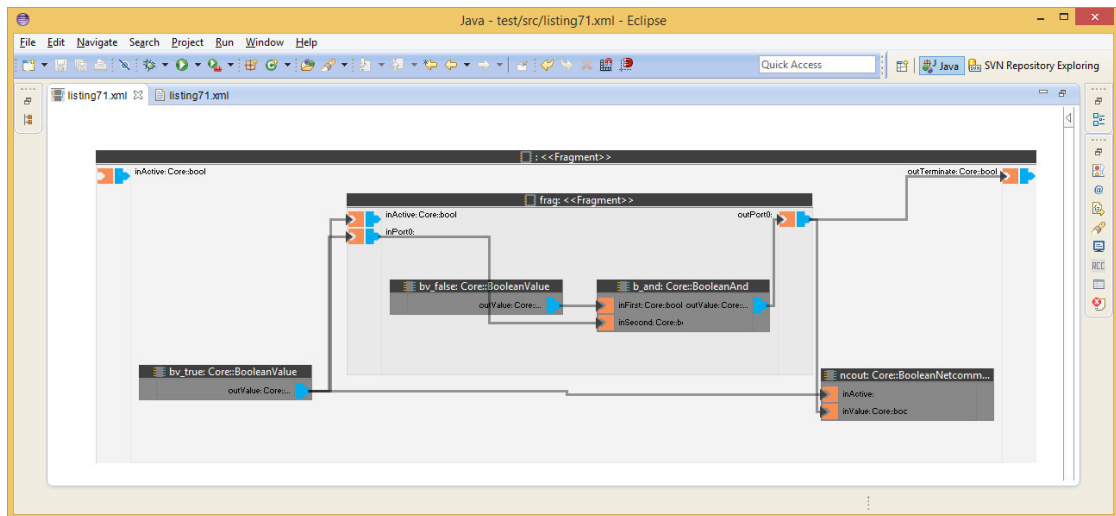 Java - test/src/listing71.xml - Eclipse
File Edit Navigate Search Project Run Window Help
Quick Access
Java
SVN Repository Exploring
listing71.xml
listing71.xml
: <<Fragment>>
inActive: Core::bool
outTerminate: Core::bool
frag: <<Fragment>>
inActive: Core::bool
outPort0:
inPort0:
bv_false: Core::BooleanValue
outValue: Core::...
b_and: Core::BooleanAnd
inFirst: Core::bool outValue: Core::...
inSecond: Core::b
bv_true: Core::BooleanValue
outValue: Core::...
ncout: Core::BooleanNetcomm...
inActive:
inValue: Core::boc
RCC